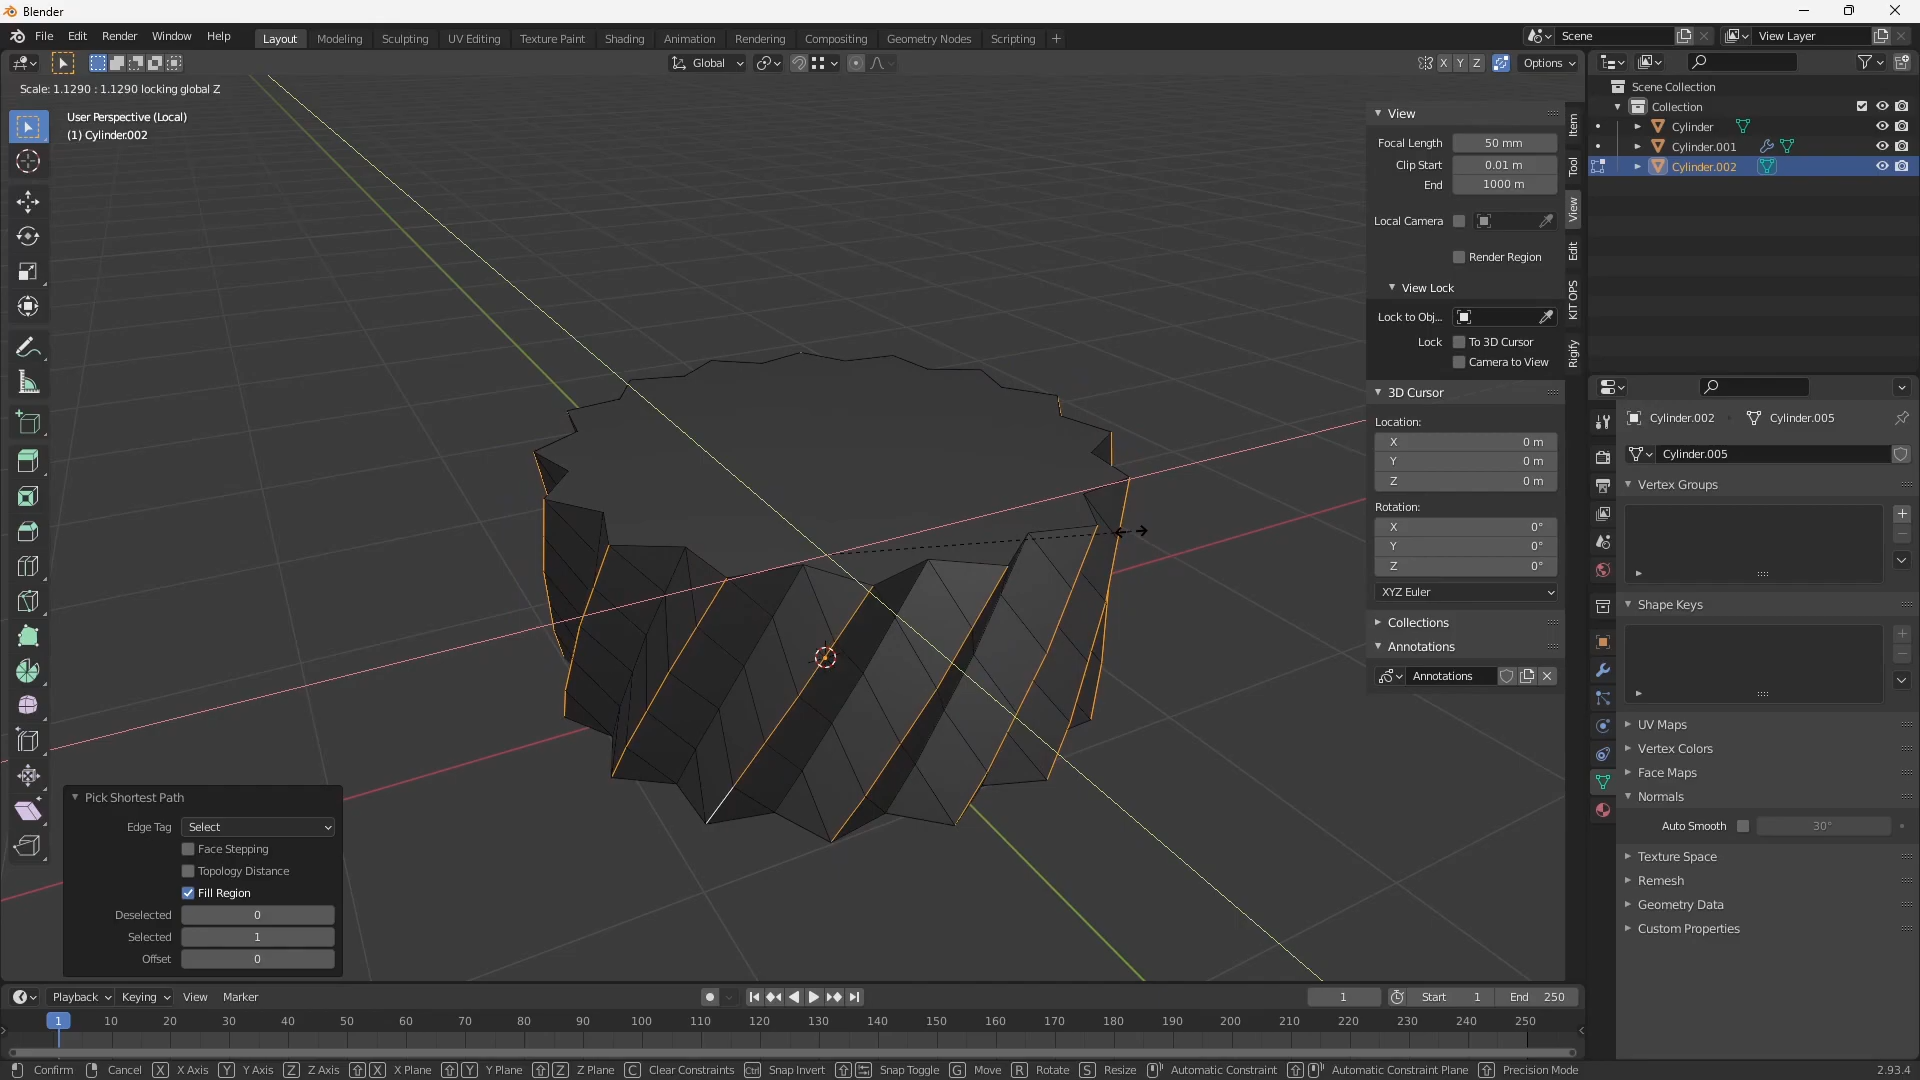 Blender
File Edit Render Window Help
Layout Modeling Sculpting UV Editing Texture Paint Shading Animation Rendering Compositing Geometry Nodes Scripting +
Scene
View Layer
Global
X Y Z
Options
Scale: 1.1290 : 1.1290 locking global Z
User Perspective (Local)
(1) Cylinder.002
View
Focal Length 50 mm
Clip Start 0.01 m
End 1000 m
Local Camera
Render Region
View Lock
Lock to Obj...
Lock To 3D Cursor
Camera to View
3D Cursor
Location:
X 0 m
Y 0 m
Z 0 m
Rotation:
X 0°
Y 0°
Z 0°
XYZ Euler
Collections
Annotations
Annotations
Item
Tool
View
Edit
KIT OPS
Rigify
Scene Collection
Collection
Cylinder
Cylinder.001
Cylinder.002
Cylinder.002 Cylinder.005
Cylinder.005
Vertex Groups
Shape Keys
UV Maps
Vertex Colors
Face Maps
Normals
Auto Smooth 30°
Texture Space
Remesh
Geometry Data
Custom Properties
Pick Shortest Path
Edge Tag Select
Face Stepping
Topology Distance
Fill Region
Deselected 0
Selected 1
Offset 0
Playback Keying View Marker
1 Start 1 End 250
1 10 20 30 40 50 60 70 80 90 100 110 120 130 140 150 160 170 180 190 200 210 220 230 240 250
Confirm Cancel X X Axis Y Y Axis Z Z Axis X X Plane Y Y Plane Z Z Plane C Clear Constraints Ctrl Snap Invert Snap Toggle G Move R Rotate S Resize Automatic Constraint Automatic Constraint Plane Precision Mode 2.93.4